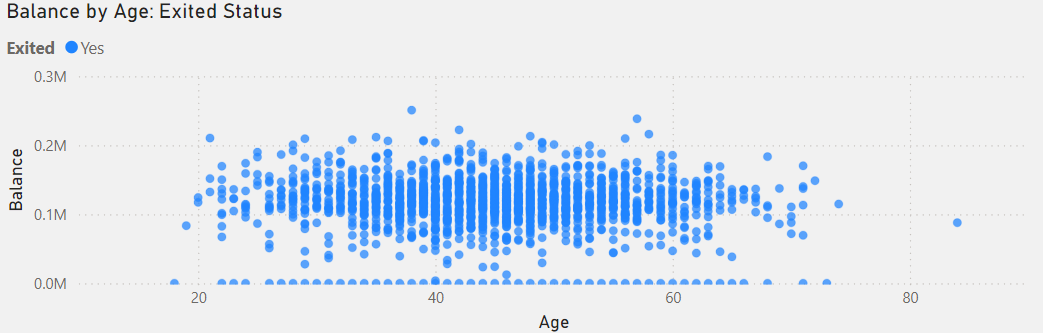 Balance by Age: Exited Status
Exited Yes
0.3M
0.2M
0.1M
0.0M
Balance
20 40 60 80
Age